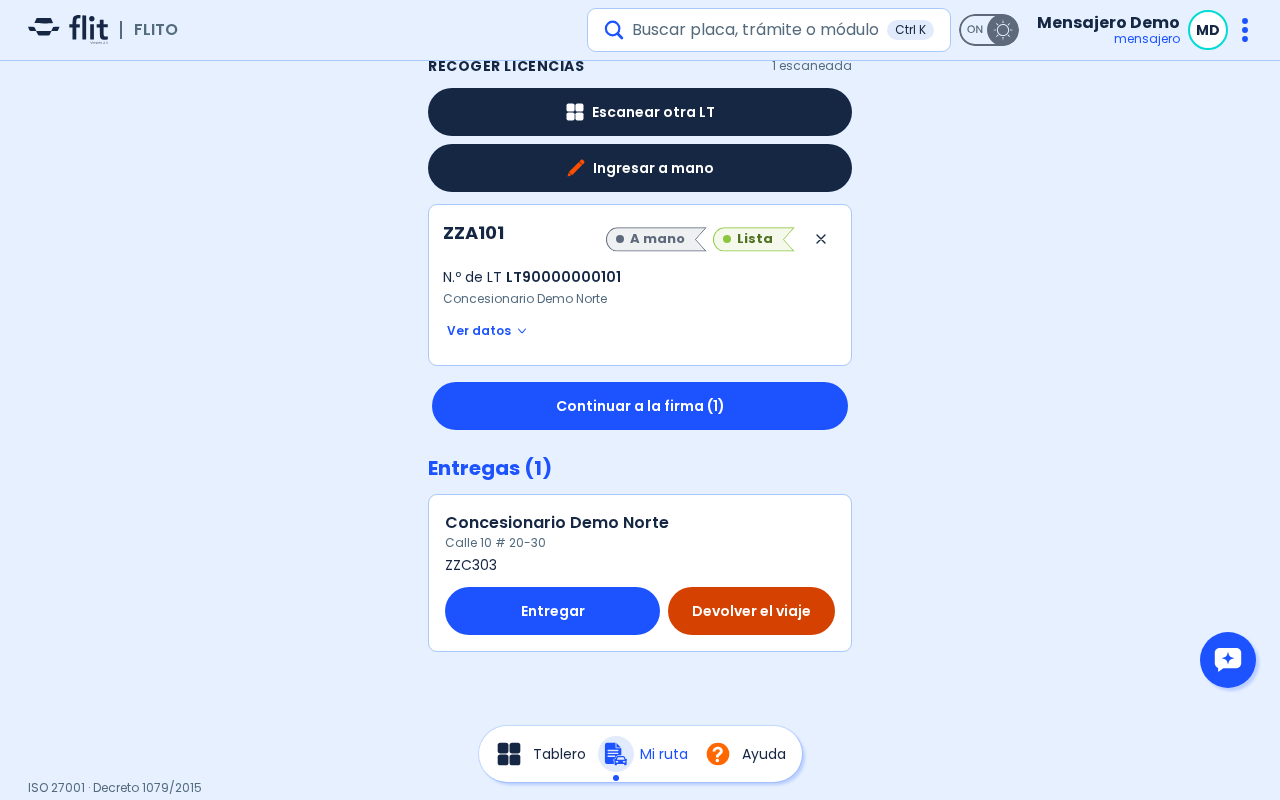 flit
FLITO
Buscar placa, trámite o módulo
Ctrl K
ON
Mensajero Demo
mensajero
MD
RECOGER LICENCIAS
1 escaneada
Escanear otra LT
Ingresar a mano
ZZA101
A mano
Lista
N.º de LT LT90000000101
Concesionario Demo Norte
Ver datos
Continuar a la firma (1)
Entregas (1)
Concesionario Demo Norte
Calle 10 # 20-30
ZZC303
Entregar
Devolver el viaje
Tablero
Mi ruta
Ayuda
ISO 27001 · Decreto 1079/2015